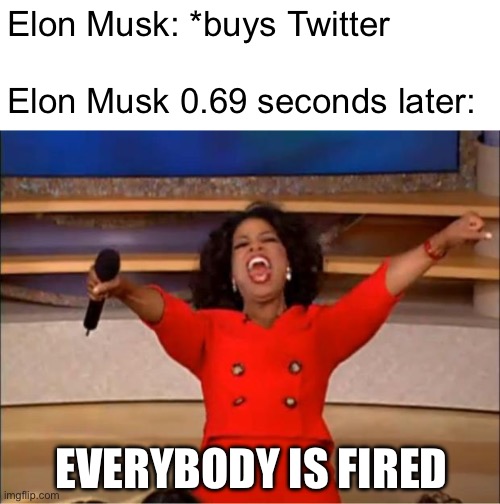 Elon Musk: *buys Twitter
Elon Musk 0.69 seconds later:
EVERYBODY IS FIRED
imgflip.com